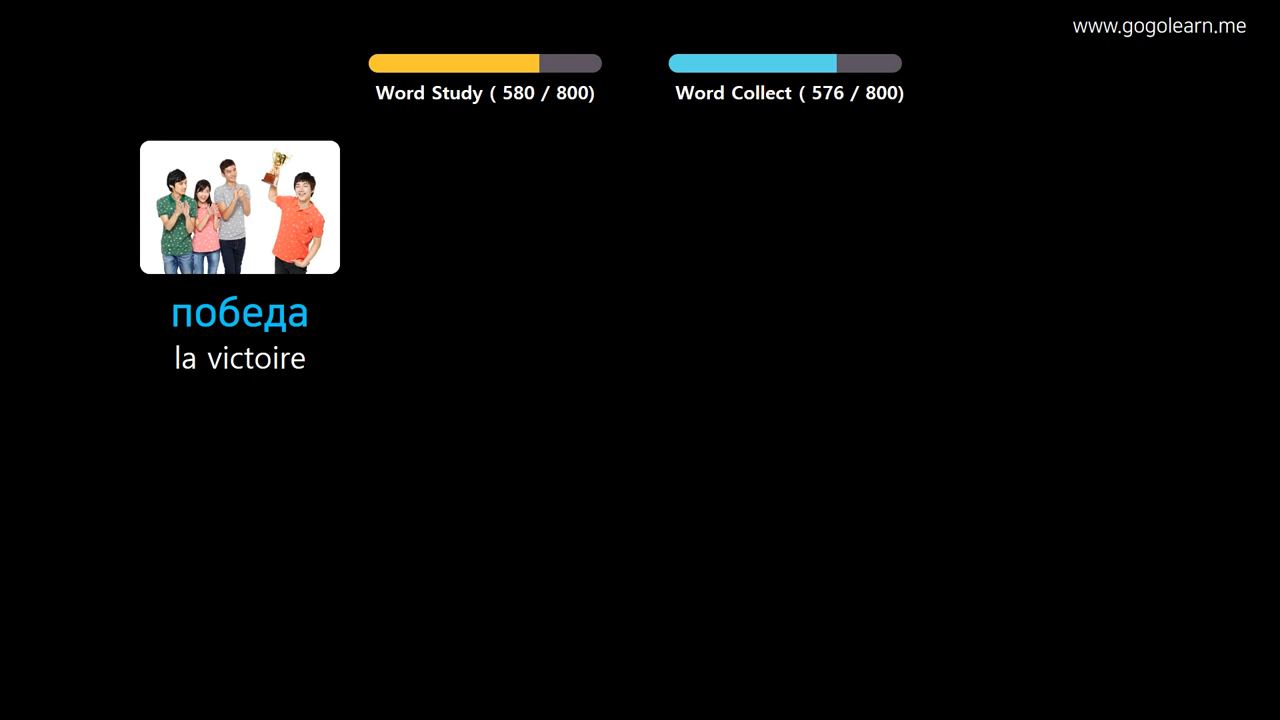 www.gogolearn.me
Word Study ( 580 / 800)
Word Collect ( 576 / 800)
победа
la victoire